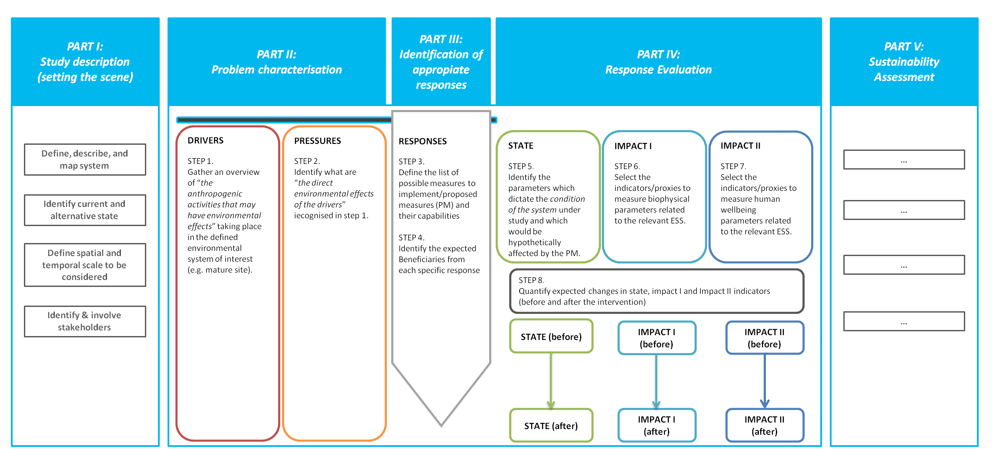 PART I:
Study description
(setting the scene)
Define, describe, and
map system
Identify current and
alternative state
Define spatial and
temporal scale to be
considered
Identify & involve
stakeholders
PART II:
Problem characterisation
DRIVERS
STEP 1.
Gather an overview
of “the
anthropogenic
activities that may
have environmental
effects” taking place
in the defined
environmental
system of interest
(e.g. mature site).
PRESSURES
STEP 2.
Identify what are
“the direct
environmental effects
of the drivers”
iecognised in step 1.
PART III:
Identification of
appropiate
responses
RESPONSES
STEP 3.
Define the list of
possible measures to
implement/proposed
measures (PM) and
their capabilities
STEP 4.
Identify the expected
Beneficiaries from
each specific response
PART IV:
Response Evaluation
STATE
STEP 5.
Identify the
parameters which
dictate the condition
of the system under
study and which
would be
hypothetically
affected by the PM.
IMPACT I
STEP 6.
Select the
indicators/proxies to
measure biophysical
parameters related
to the relevant ESS.
IMPACT II
STEP 7.
Select the
indicators/proxies to
measure human
wellbeing
parameters related
to the relevant ESS.
STEP 8.
Quantify expected changes in state, impact I and Impact II indicators
(before and after the intervention)
STATE (before)
IMPACT I
(before)
IMPACT II
(before)
STATE (after)
IMPACT I
(after)
IMPACT II
(after)
PART V:
Sustainability
Assessment
...
...
...
...